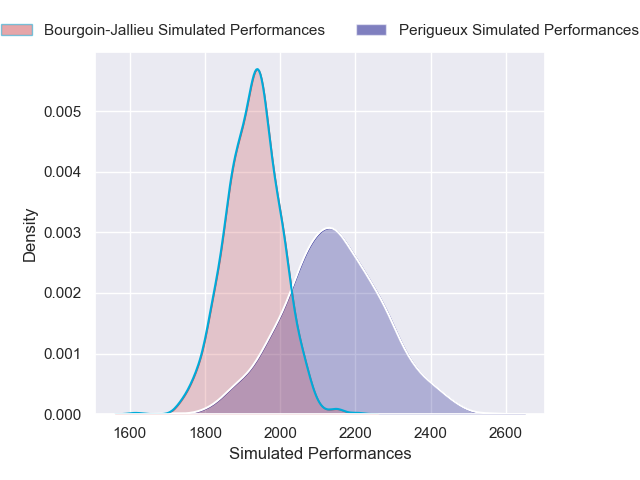 Bourgoin-Jallieu Simulated Performances
Perigueux Simulated Performances
0.005
0.004
0.003
0.002
0.001
0.000
Density
1600 1800 2000 2200 2400 2600
Simulated Performances